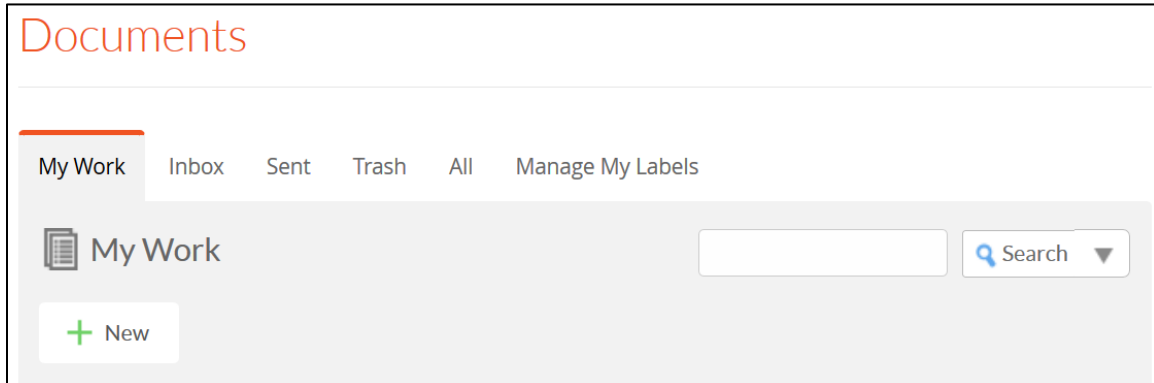 Documents
My Work Inbox Sent Trash All Manage My Labels
My Work Search
New